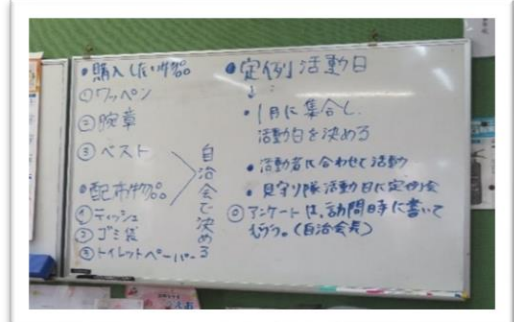 ●購入したい物品
①ワッペン
②腕章
③ベスト
●配布物品
①ティッシュ
②ゴミ袋
③トイレットペーパー
自治会で決める
●定例活動日
・1月に集合し、
活動日を決める
・活動者に合わせて活動
・見守り隊活動日に定例会
◎アンケートは、訪問時に書いて
もらう。(自治会長)